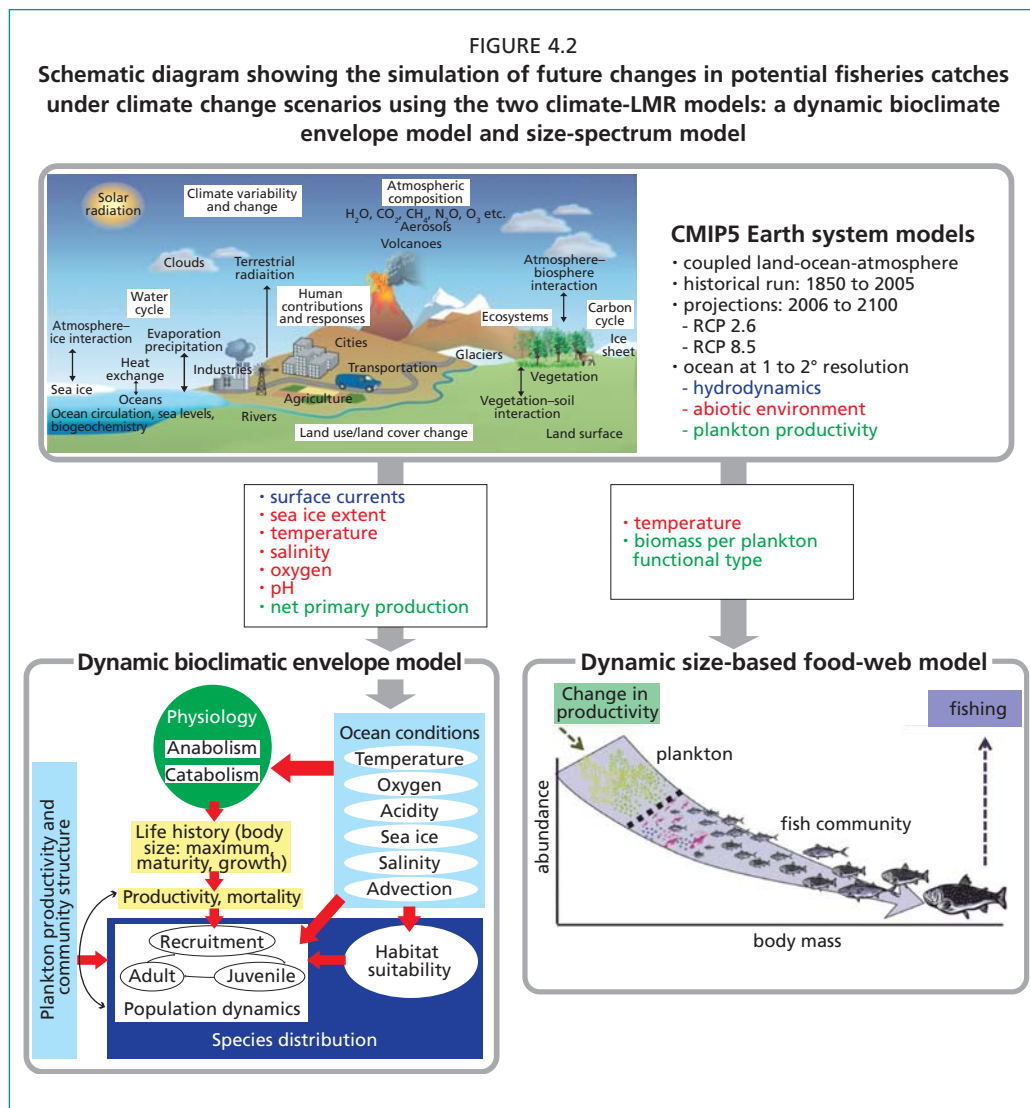 FIGURE 4.2
Schematic diagram showing the simulation of future changes in potential fisheries catches
under climate change scenarios using the two climate-LMR models: a dynamic bioclimate
envelope model and size-spectrum model
Solar
radiation
Climate variability
and change
Atmospheric
composition
H2O, CO2, CH4, N2O, O3 etc.
Aerosols
Volcanoes
Clouds
Terrestrial
radiaition
Atmosphere–
biosphere
interaction
Water
cycle
Human
contributions
and responses
Ecosystems
Carbon
cycle
Atmosphere–
ice interaction
Evaporation
precipitation
Cities
Ice
sheet
Heat
exchange
Industries
Transportation
Glaciers
Sea ice
Oceans
Agriculture
Vegetation
Ocean circulation, sea levels,
biogeochemistry
Rivers
Vegetation–soil
interaction
Land use/land cover change
Land surface
CMIP5 Earth system models
· coupled land-ocean-atmosphere
· historical run: 1850 to 2005
· projections: 2006 to 2100
- RCP 2.6
- RCP 8.5
· ocean at 1 to 2° resolution
- hydrodynamics
- abiotic environment
- plankton productivity
· surface currents
· sea ice extent
· temperature
· salinity
· oxygen
· pH
· net primary production
· temperature
· biomass per plankton
functional type
Dynamic bioclimatic envelope model
Physiology
Anabolism
Catabolism
Ocean conditions
Temperature
Oxygen
Acidity
Sea ice
Salinity
Advection
Life history (body
size: maximum,
maturity, growth)
Productivity, mortality
Plankton productivity and
community structure
Recruitment
Adult
Juvenile
Population dynamics
Habitat
suitability
Species distribution
Dynamic size-based food-web model
Change in
productivity
fishing
plankton
fish community
abundance
body mass